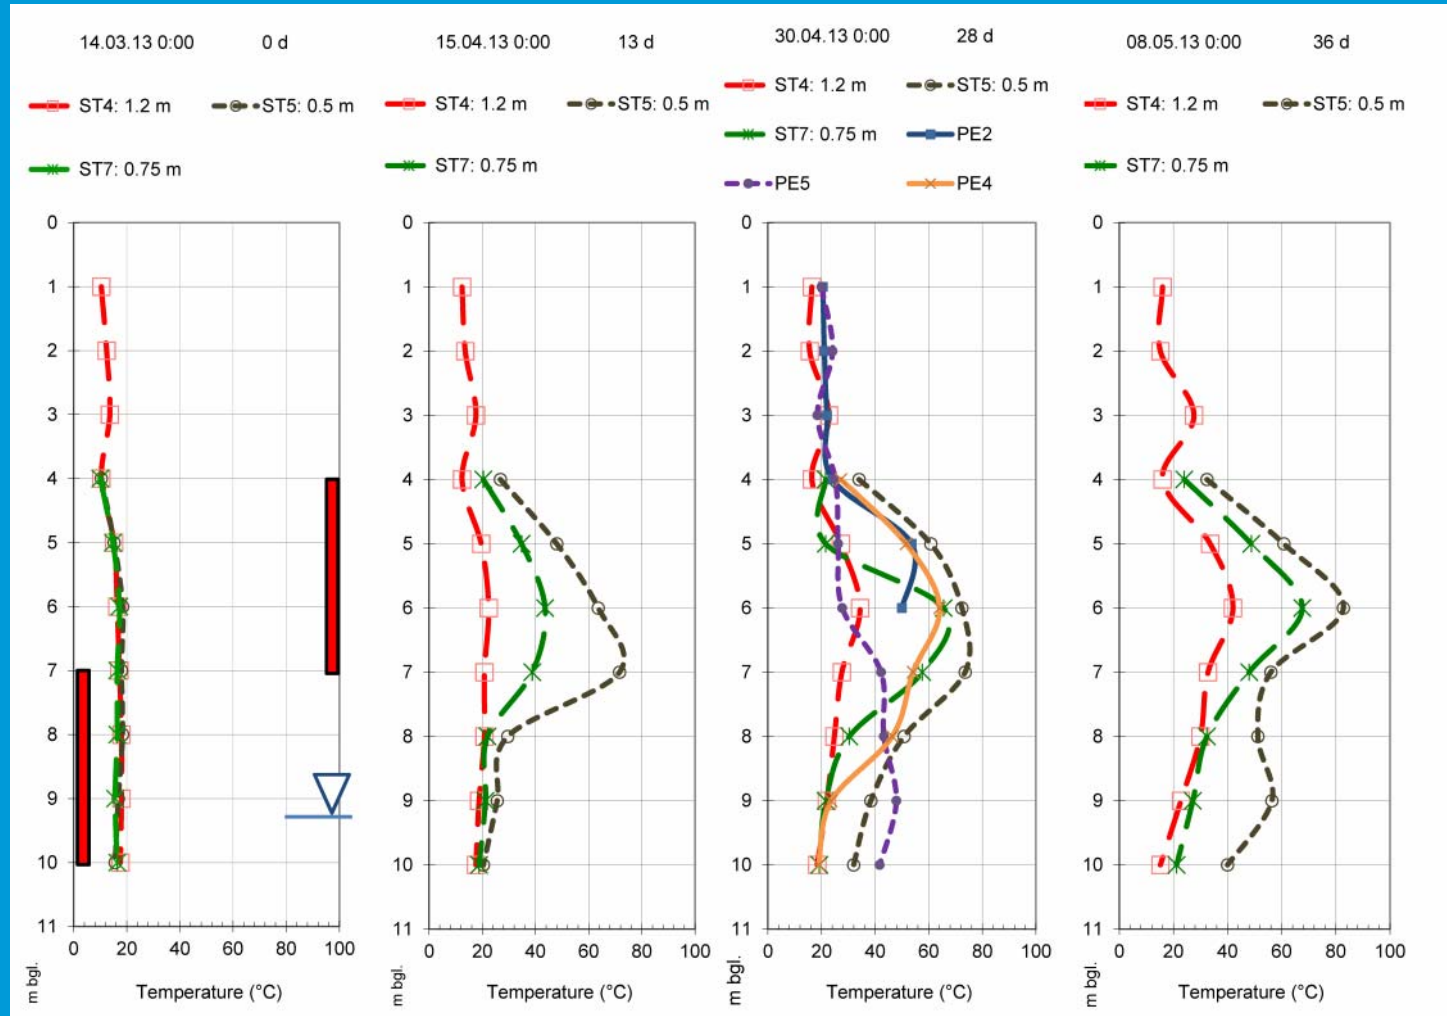 14.03.13 0:00 0 d
ST4: 1.2 m ST5: 0.5 m
ST7: 0.75 m
0
1
2
3
4
5
6
7
8
9
10
11
0 20 40 60 80 100
m bgl.
Temperature (°C)
15.04.13 0:00 13 d
ST4: 1.2 m ST5: 0.5 m
ST7: 0.75 m
0
1
2
3
4
5
6
7
8
9
10
11
0 20 40 60 80 100
m bgl.
Temperature (°C)
30.04.13 0:00 28 d
ST4: 1.2 m ST5: 0.5 m
ST7: 0.75 m PE2
PE5 PE4
0
1
2
3
4
5
6
7
8
9
10
11
0 20 40 60 80 100
m bgl.
Temperature (°C)
08.05.13 0:00 36 d
ST4: 1.2 m ST5: 0.5 m
ST7: 0.75 m
0
1
2
3
4
5
6
7
8
9
10
11
0 20 40 60 80 100
m bgl.
Temperature (°C)